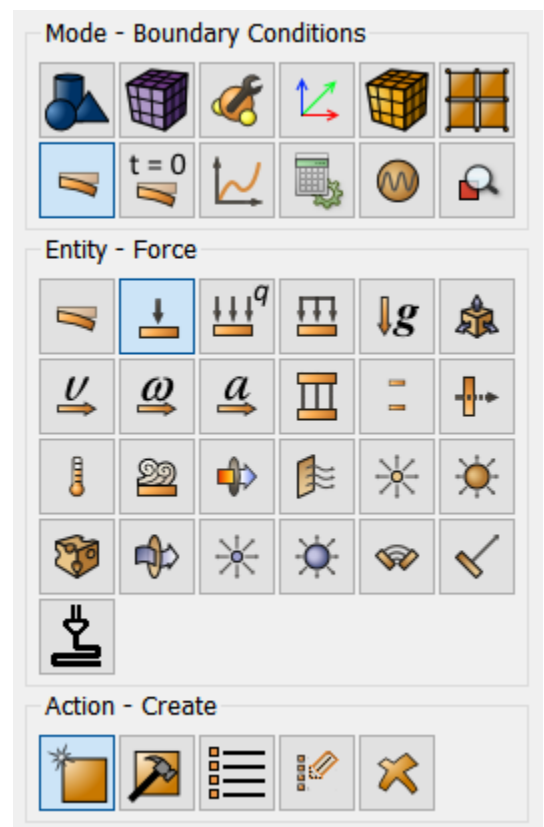 Mode - Boundary Conditions
t = 0
Entity - Force
q
g
υ ω a
Action - Create